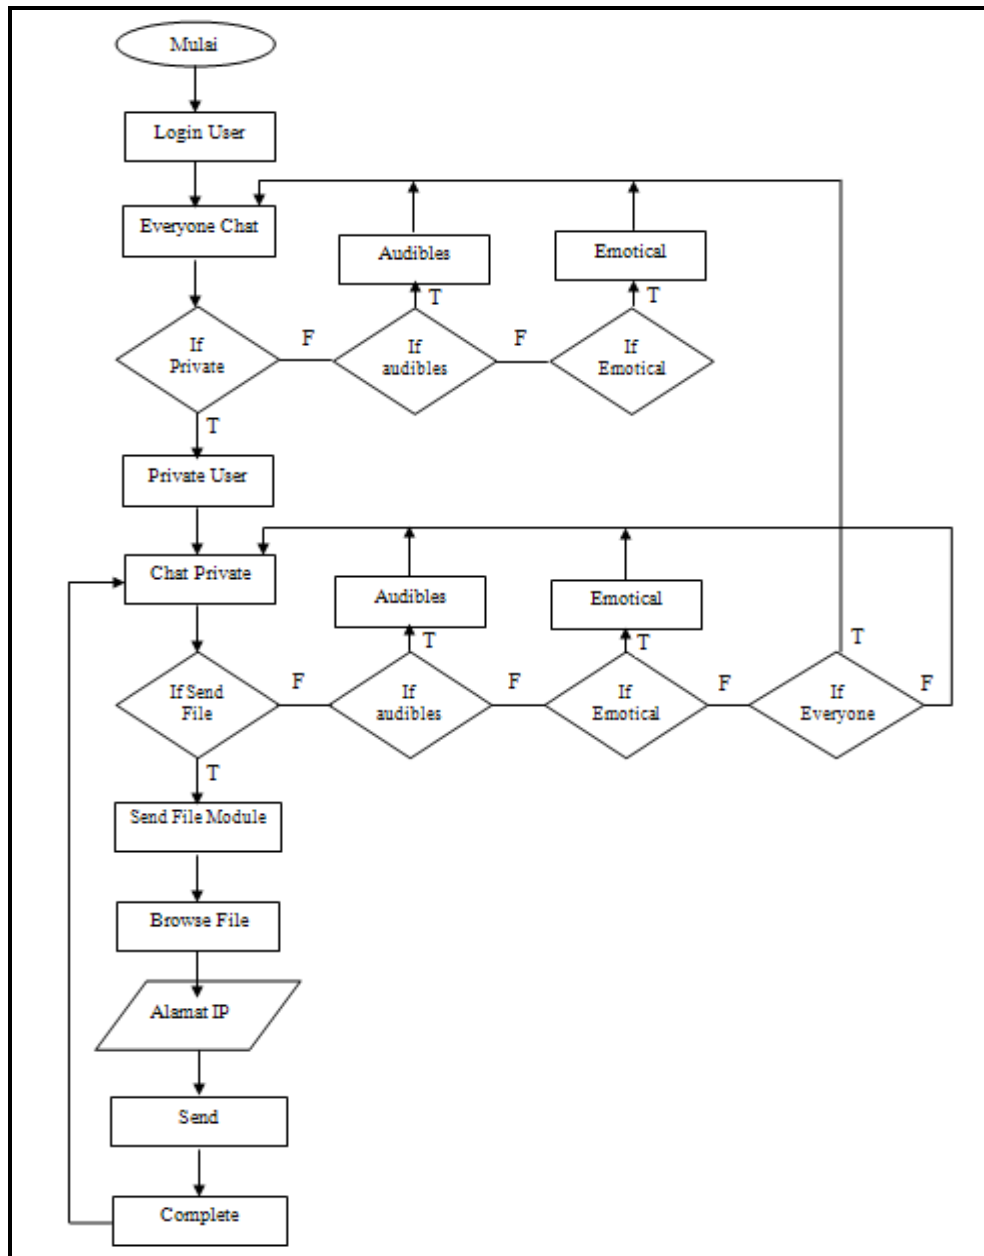 Mulai
Login User
Everyone Chat
Audibles
Emotical
T
T
If
Private
F
If
audibles
F
If
Emotical
T
Private User
Chat Private
Audibles
Emotical
T
T
T
If Send
File
F
If
audibles
F
If
Emotical
F
If
Everyone
F
T
Send File Module
Browse File
Alamat IP
Send
Complete